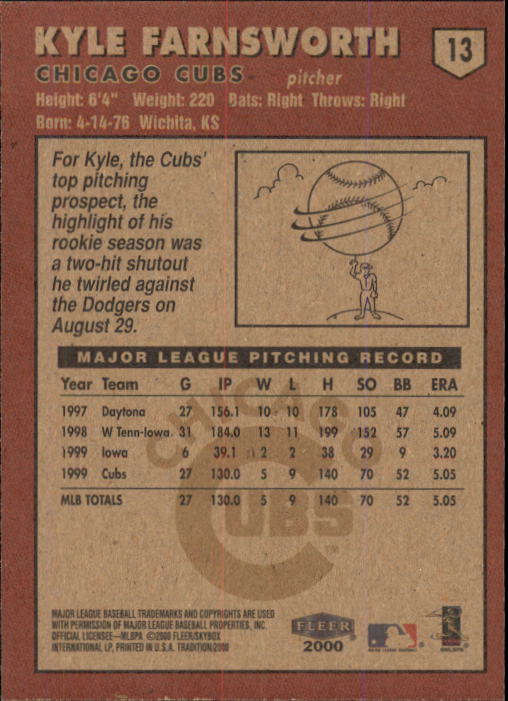 KYLE FARNSWORTH
13
CHICAGO CUBS pitcher
Height: 6'4" Weight: 220 Bats: Right Throws: Right
Born: 4-14-76 Wichita, KS
For Kyle, the Cubs'
top pitching
prospect, the
highlight of his
rookie season was
a two-hit shutout
he twirled against
the Dodgers on
August 29.
MAJOR LEAGUE PITCHING RECORD
Year Team G IP W L H SO BB ERA
1997 Daytona 27 156.1 10 10 178 105 47 4.09
1998 W Tenn-Iowa 31 184.0 13 11 199 152 57 5.09
1999 Iowa 6 39.1 2 2 38 29 9 3.20
1999 Cubs 27 130.0 5 9 140 70 52 5.05
MLB TOTALS 27 130.0 5 9 140 70 52 5.05
CHICAGO
CUBS
TM
MAJOR LEAGUE BASEBALL TRADEMARKS AND COPYRIGHTS ARE USED
WITH PERMISSION OF MAJOR LEAGUE BASEBALL PROPERTIES, INC.
OFFICIAL LICENSEE—MLBPA ©2000 FLEER/SKYBOX
INTERNATIONAL LP, PRINTED IN U.S.A. TRADITION/2000
FLEER
2000